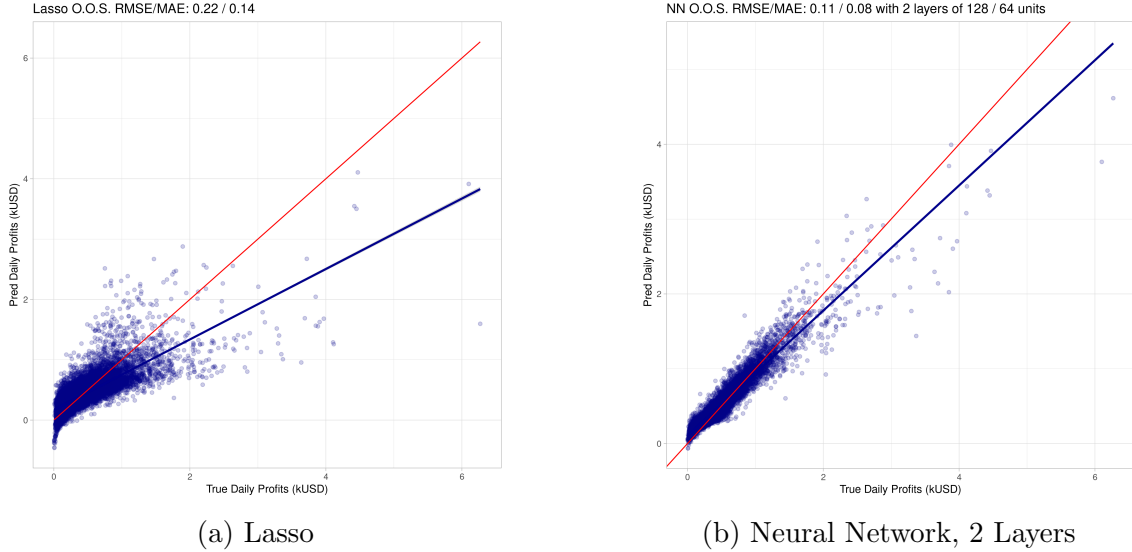 Lasso O.O.S. RMSE/MAE: 0.22 / 0.14
6
4
2
0
Pred Daily Profits (kUSD)
0 2 4 6
True Daily Profits (kUSD)
(a) Lasso
NN O.O.S. RMSE/MAE: 0.11 / 0.08 with 2 layers of 128 / 64 units
4
2
0
Pred Daily Profits (kUSD)
0 2 4 6
True Daily Profits (kUSD)
(b) Neural Network, 2 Layers